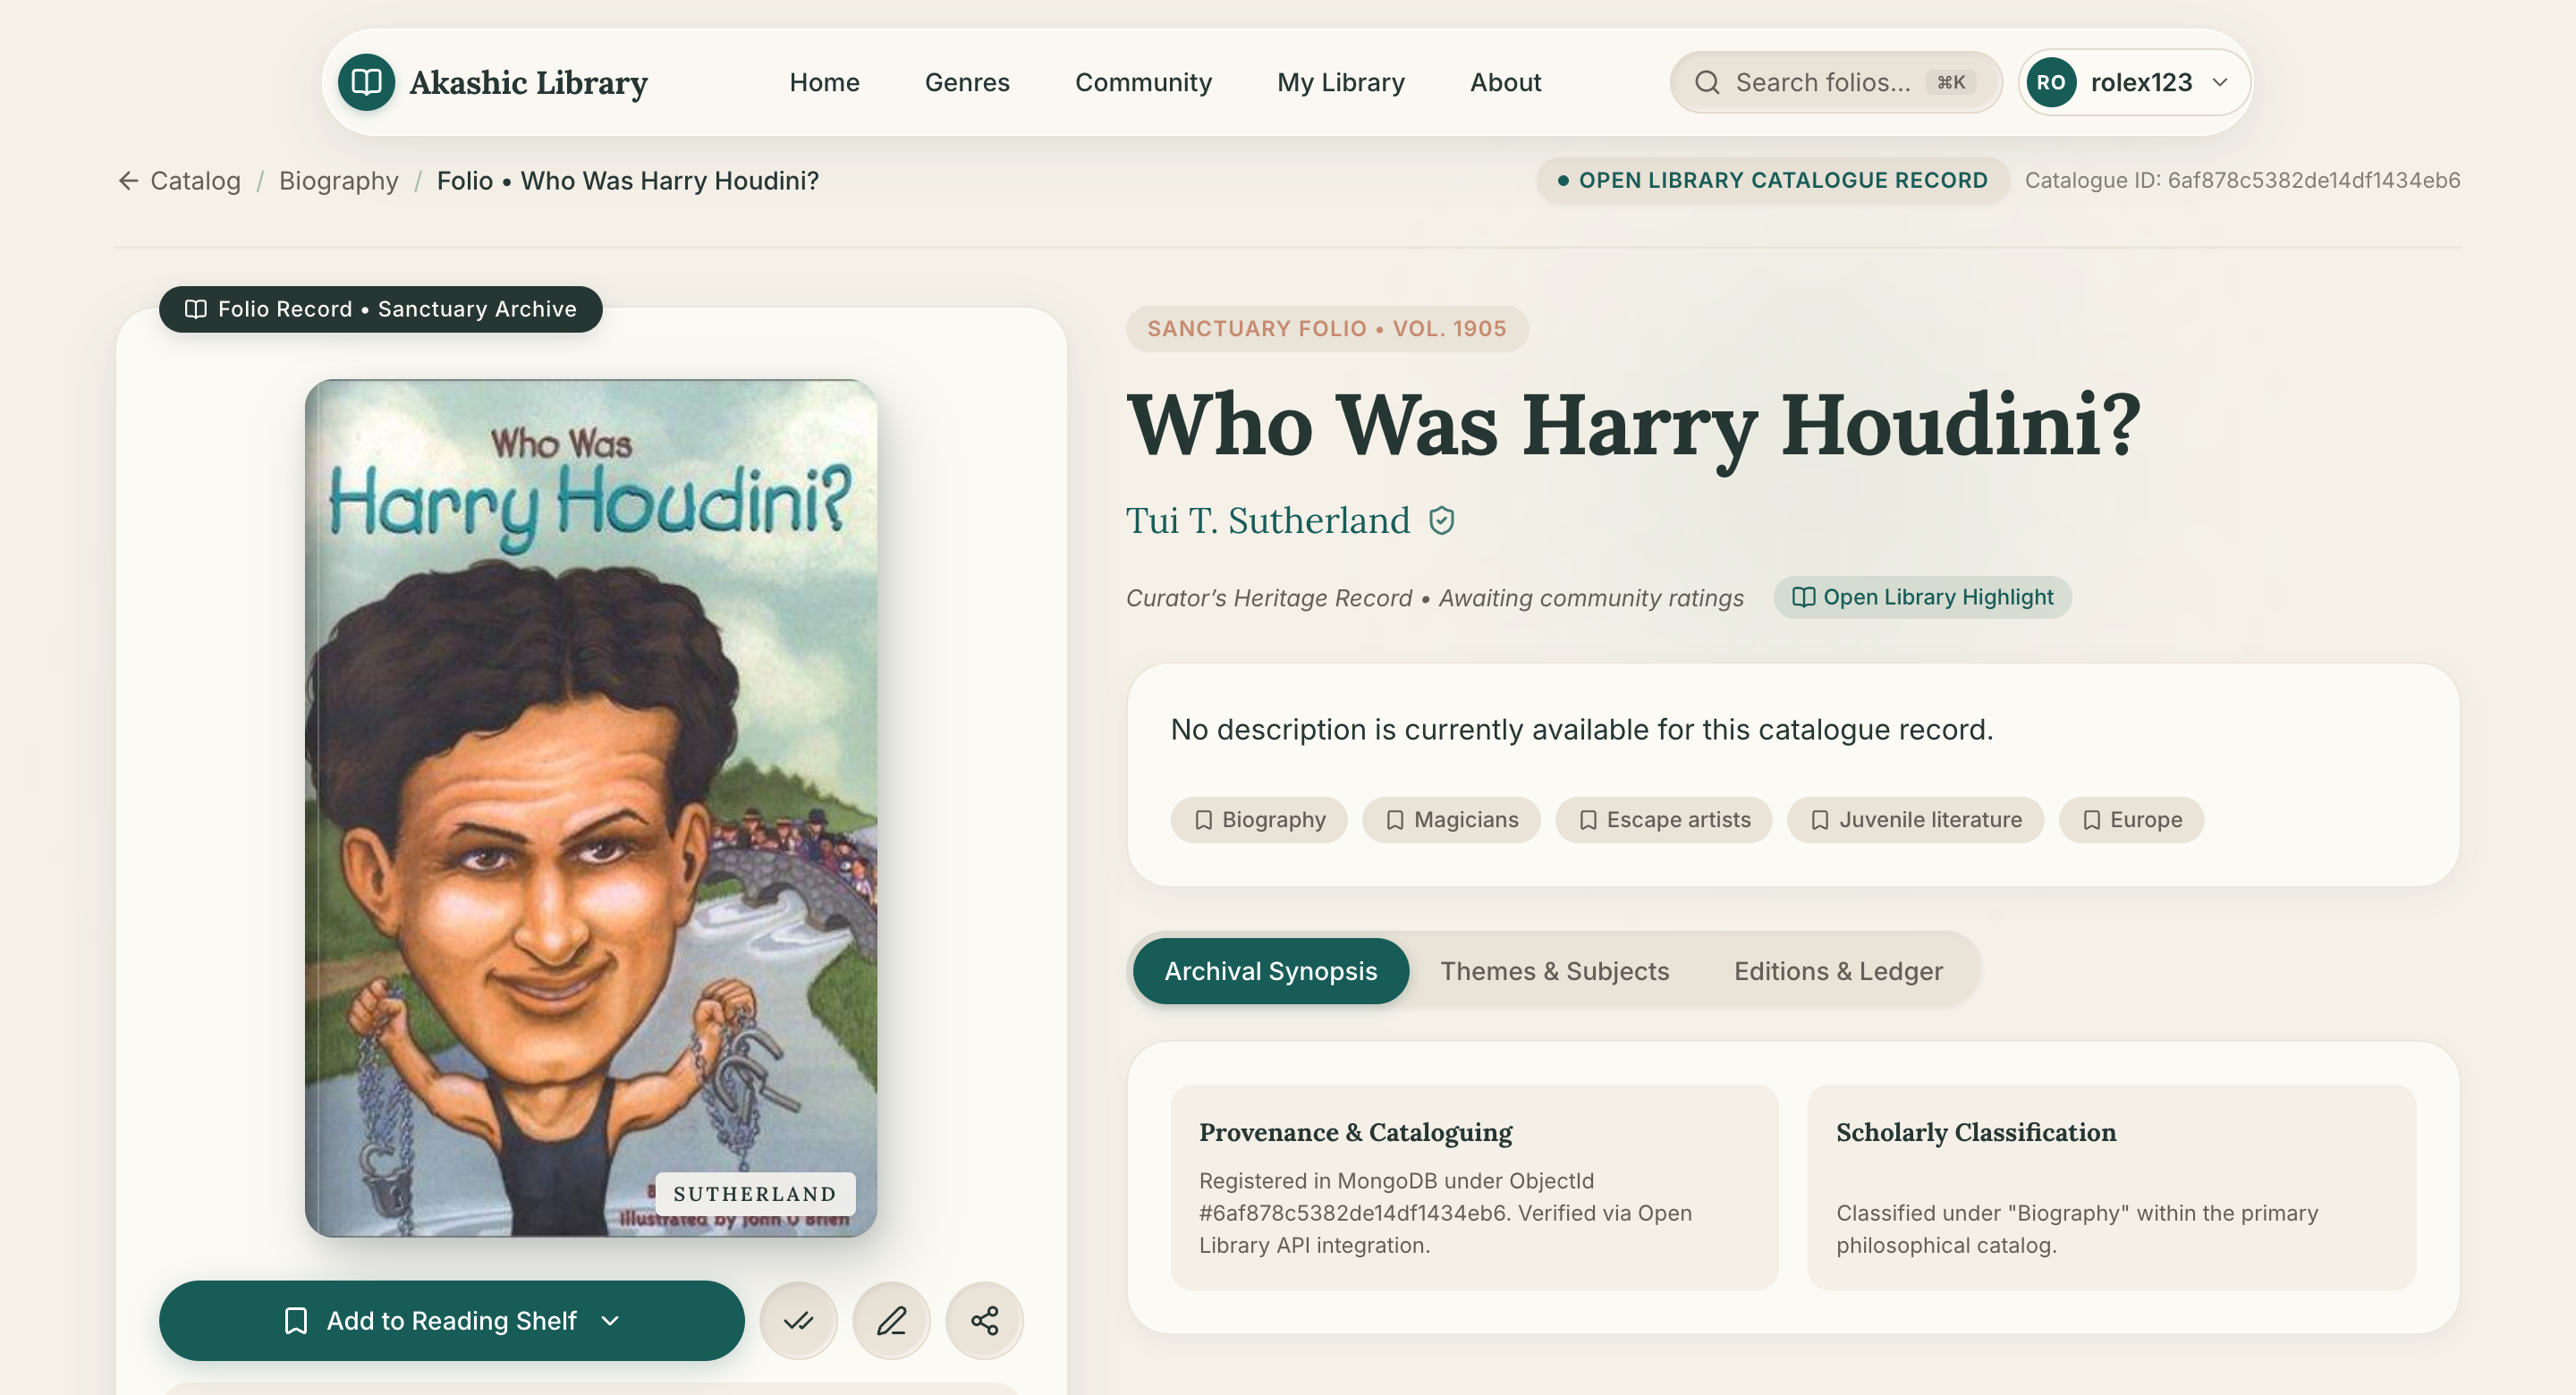 Akashic Library
Home
Genres
Community
My Library
About
Search folios...
⌘K
RO
rolex123
Catalog / Biography / Folio • Who Was Harry Houdini?
OPEN LIBRARY CATALOGUE RECORD
Catalogue ID: 6af878c5382de14df1434eb6
Folio Record • Sanctuary Archive
Who Was
Harry Houdini?
SUTHERLAND
Illustrated by John O'Brien
Add to Reading Shelf
SANCTUARY FOLIO • VOL. 1905
Who Was Harry Houdini?
Tui T. Sutherland
Curator’s Heritage Record • Awaiting community ratings
Open Library Highlight
No description is currently available for this catalogue record.
Biography
Magicians
Escape artists
Juvenile literature
Europe
Archival Synopsis
Themes & Subjects
Editions & Ledger
Provenance & Cataloguing
Registered in MongoDB under ObjectId
#6af878c5382de14df1434eb6. Verified via Open
Library API integration.
Scholarly Classification
Classified under "Biography" within the primary
philosophical catalog.